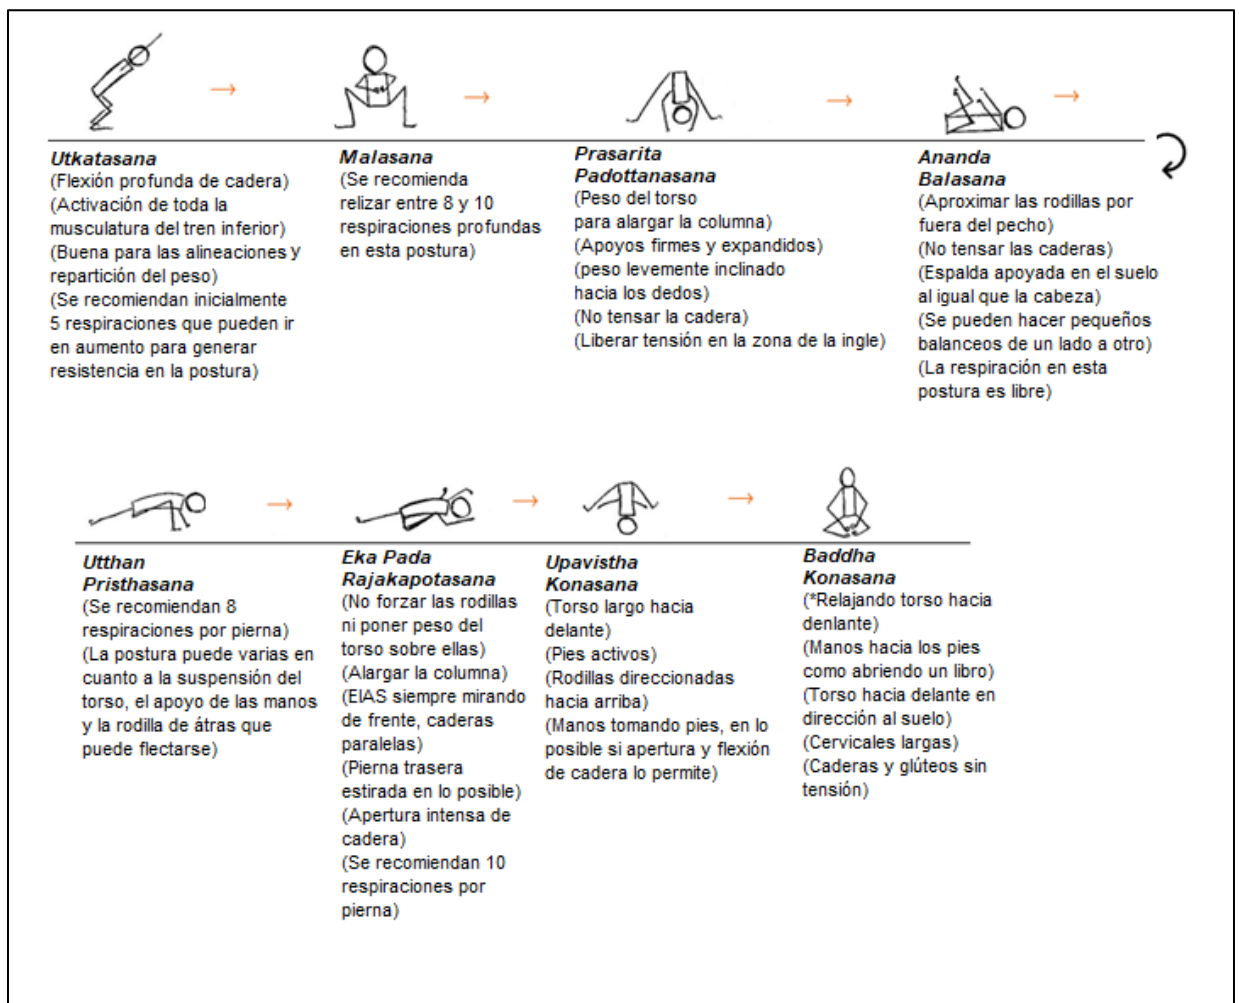 Utkatasana
(Flexión profunda de cadera)
(Activación de toda la
musculatura del tren inferior)
(Buena para las alineaciones y
repartición del peso)
(Se recomiendan inicialmente
5 respiraciones que pueden ir
en aumento para generar
resistencia en la postura)
Malasana
(Se recomienda
relizar entre 8 y 10
respiraciones profundas
en esta postura)
Prasarita
Padottanasana
(Peso del torso
para alargar la columna)
(Apoyos firmes y expandidos)
(peso levemente inclinado
hacia los dedos)
(No tensar la cadera)
(Liberar tensión en la zona de la ingle)
Ananda
Balasana
(Aproximar las rodillas por
fuera del pecho)
(No tensar las caderas)
(Espalda apoyada en el suelo
al igual que la cabeza)
(Se pueden hacer pequeños
balanceos de un lado a otro)
(La respiración en esta
postura es libre)
Utthan
Pristhasana
(Se recomiendan 8
respiraciones por pierna)
(La postura puede varias en
cuanto a la suspensión del
torso, el apoyo de las manos
y la rodilla de átras que
puede flectarse)
Eka Pada
Rajakapotasana
(No forzar las rodillas
ni poner peso del
torso sobre ellas)
(Alargar la columna)
(EIAS siempre mirando
de frente, caderas
paralelas)
(Pierna trasera
estirada en lo posible)
(Apertura intensa de
cadera)
(Se recomiendan 10
respiraciones por
pierna)
Upavistha
Konasana
(Torso largo hacia
delante)
(Pies activos)
(Rodillas direccionadas
hacia arriba)
(Manos tomando pies, en lo
posible si apertura y flexión
de cadera lo permite)
Baddha
Konasana
(*Relajando torso hacia
denlante)
(Manos hacia los pies
como abriendo un libro)
(Torso hacia delante en
dirección al suelo)
(Cervicales largas)
(Caderas y glúteos sin
tensión)